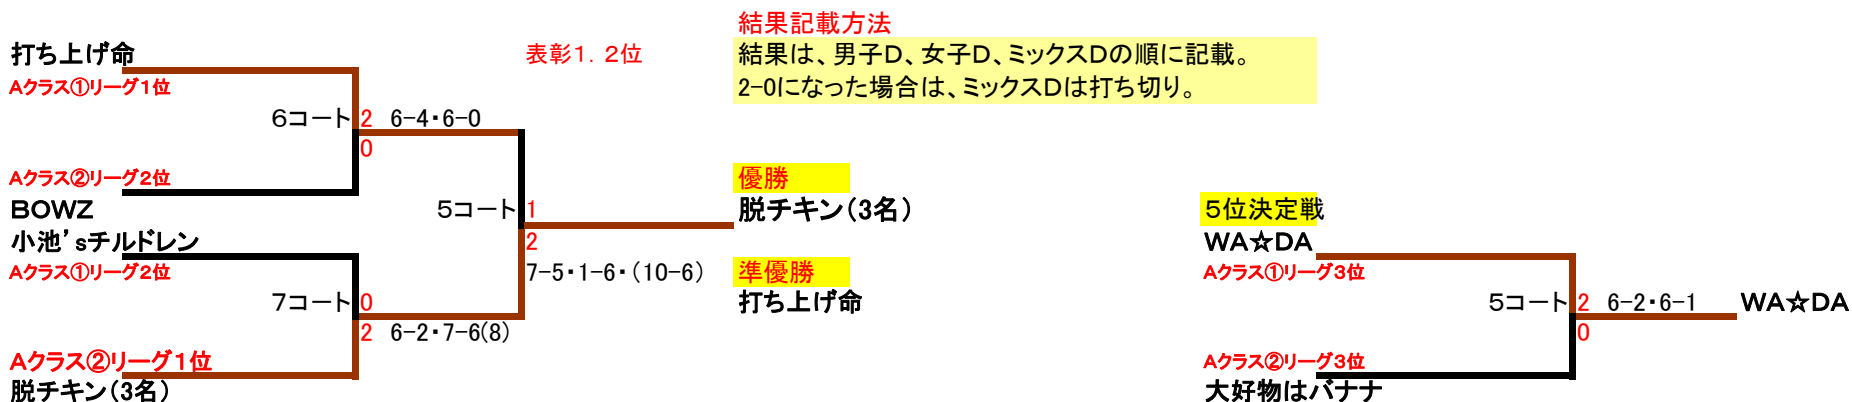 結果記載方法
打ち上げ命
表彰1．2位
結果は、男子D、女子D、ミックスDの順に記載。
Aクラス①リーグ1位
2-0になった場合は、ミックスDは打ち切り。
6コート 2 6-4・6-0
0
Aクラス②リーグ2位
優勝
BOWZ
5コート 1
脱チキン（3名）
5位決定戦
小池’sチルドレン
2
WA☆DA
Aクラス①リーグ2位
7-5・1-6・（10-6）
準優勝
Aクラス①リーグ3位
7コート 0
打ち上げ命
5コート 2 6-2・6-1 WA☆DA
2 6-2・7-6(8)
0
Aクラス②リーグ1位
Aクラス②リーグ3位
脱チキン（3名）
大好物はバナナ